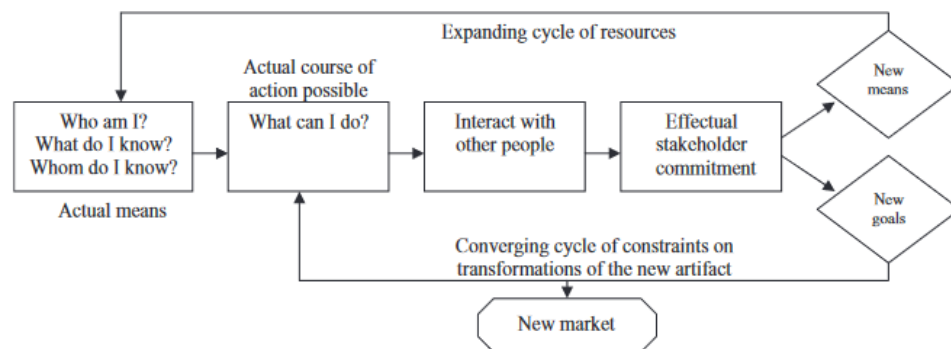 Expanding cycle of resources
Actual course of
action possible
Who am I?
What do I know?
Whom do I know?
Actual means
What can I do?
Interact with
other people
Effectual
stakeholder
commitment
New
means
New
goals
Converging cycle of constraints on
transformations of the new artifact
New market